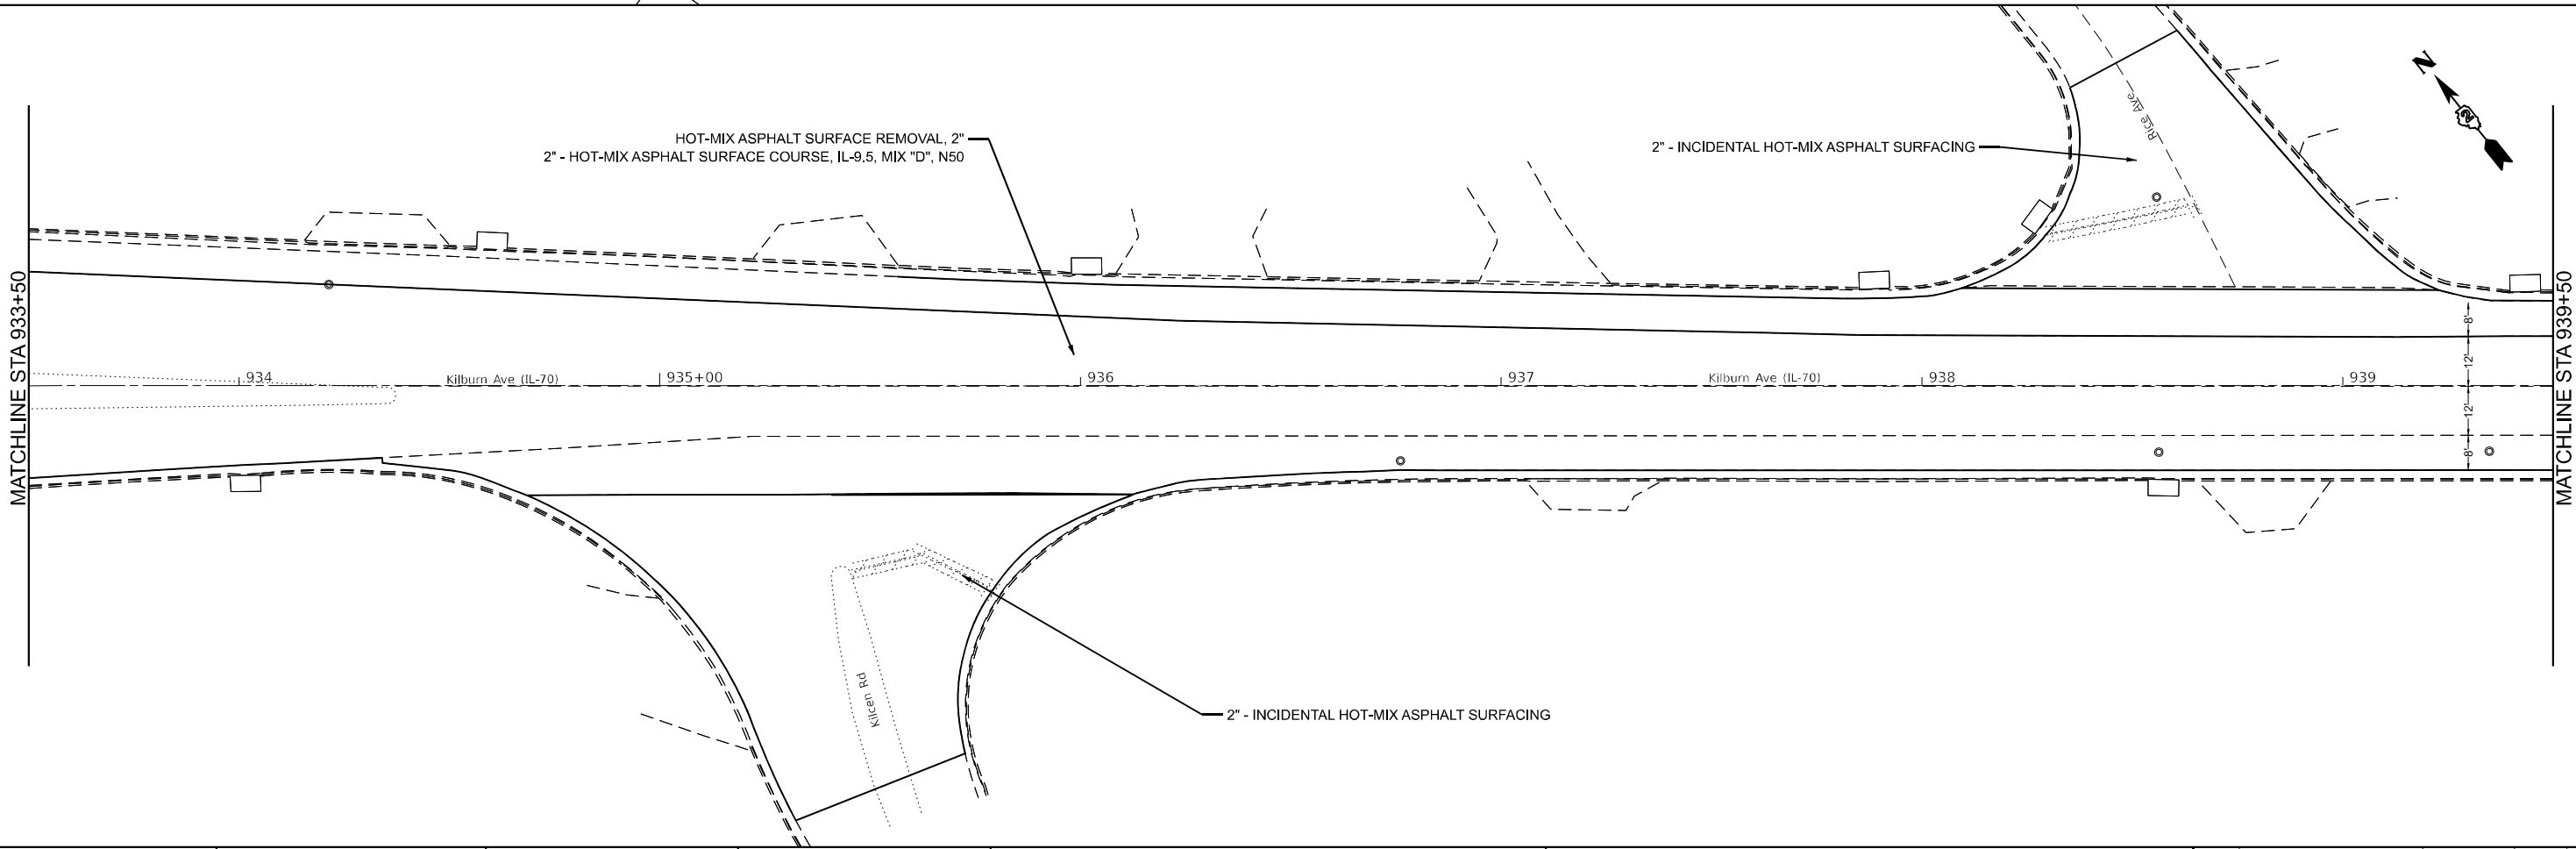 N
2
HOT-MIX ASPHALT SURFACE REMOVAL, 2"
2" - HOT-MIX ASPHALT SURFACE COURSE, IL-9.5, MIX "D", N50
2" - INCIDENTAL HOT-MIX ASPHALT SURFACING
Rice Ave
MATCHLINE STA 933+50
934
Kilburn Ave (IL-70)
935+00
936
937
Kilburn Ave (IL-70)
938
939
8'
12'
12'
8'
MATCHLINE STA 939+50
Kilcen Rd
2" - INCIDENTAL HOT-MIX ASPHALT SURFACING